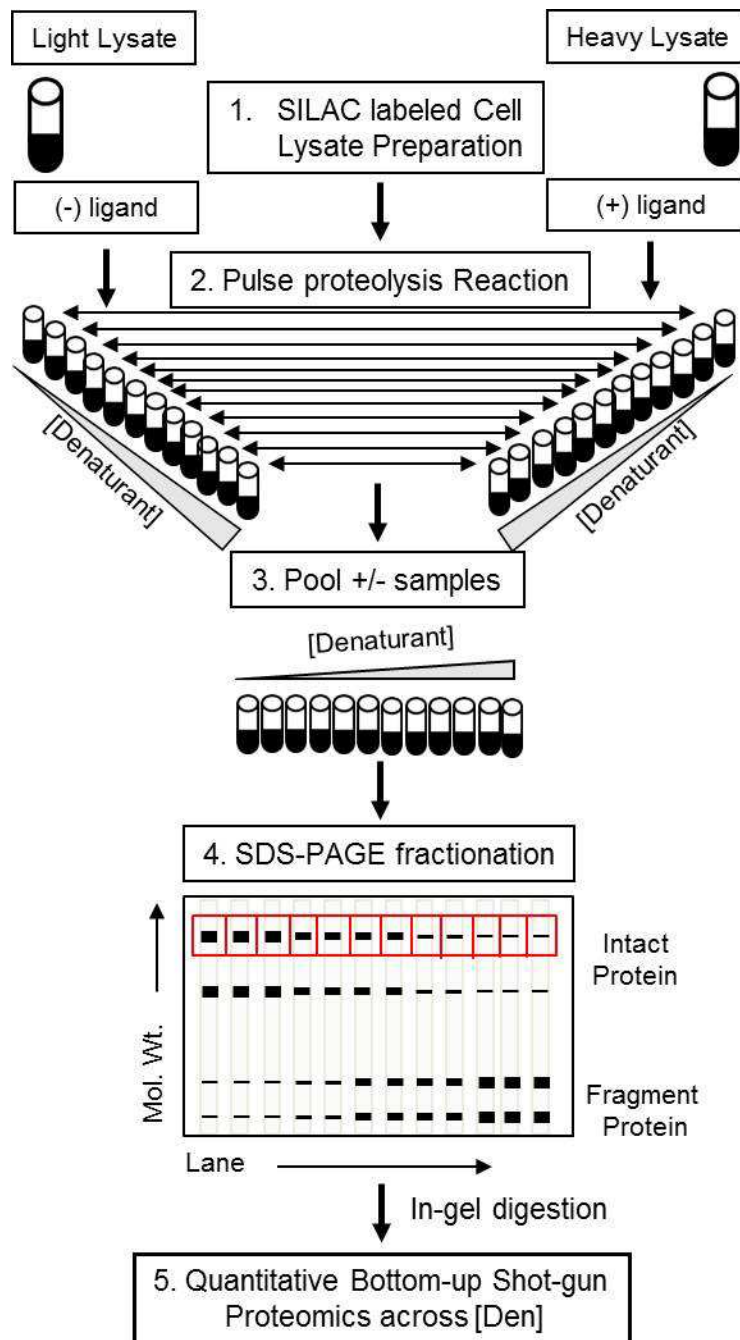 Light Lysate
Heavy Lysate
1. SILAC labeled Cell
Lysate Preparation
(-) ligand
(+) ligand
2. Pulse proteolysis Reaction
[Denaturant]
[Denaturant]
3. Pool +/- samples
[Denaturant]
4. SDS-PAGE fractionation
Intact
Protein
Mol. Wt.
Fragment
Protein
Lane
In-gel digestion
5. Quantitative Bottom-up Shot-gun
Proteomics across [Den]